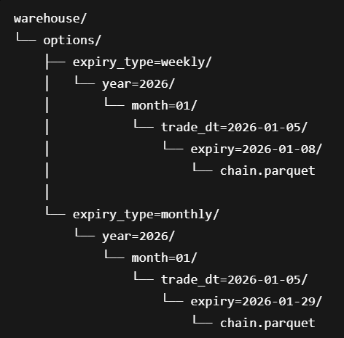 warehouse/
└── options/
    ├── expiry_type=weekly/
    │   └── year=2026/
    │       └── month=01/
    │           └── trade_dt=2026-01-05/
    │               └── expiry=2026-01-08/
    │                   └── chain.parquet
    │
    └── expiry_type=monthly/
        └── year=2026/
            └── month=01/
                └── trade_dt=2026-01-05/
                    └── expiry=2026-01-29/
                        └── chain.parquet